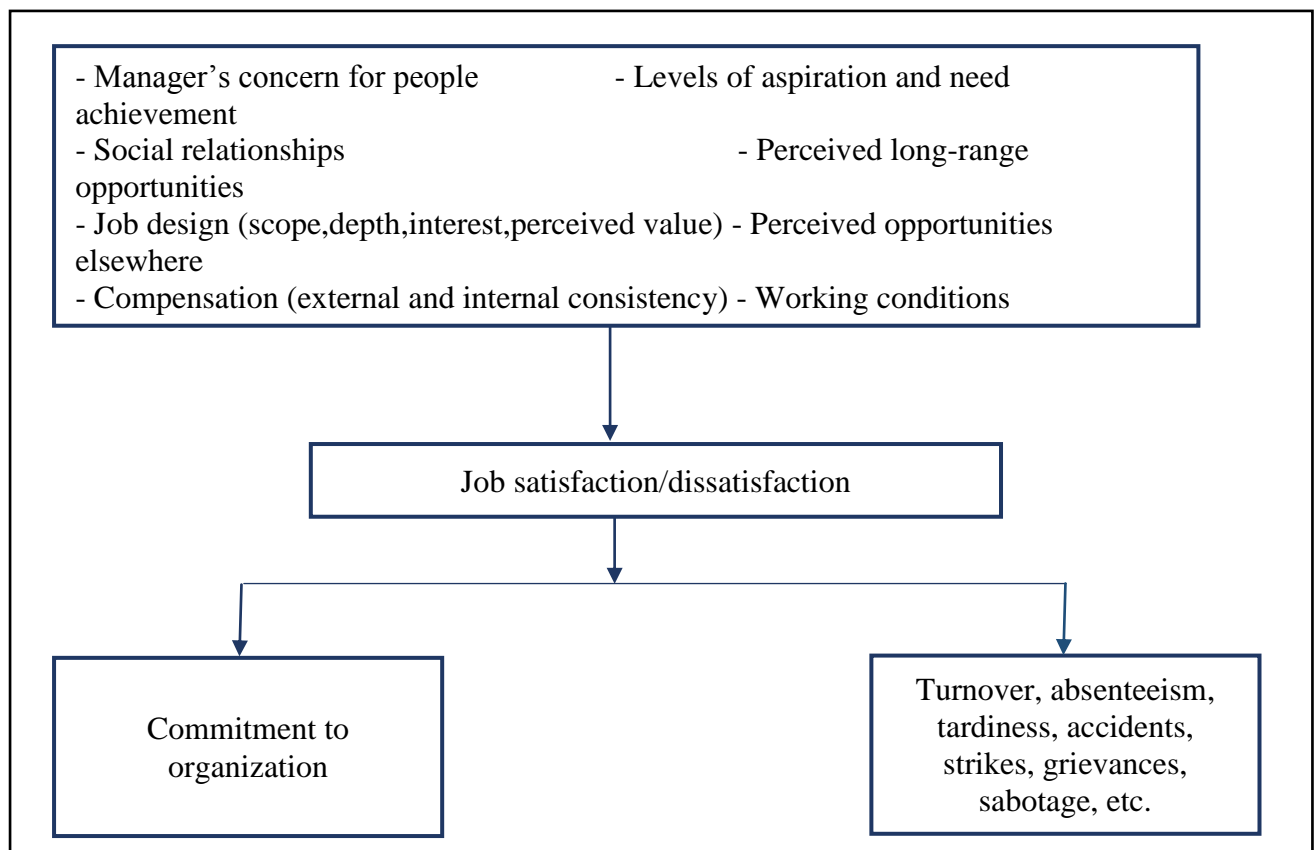 - Manager’s concern for people - Levels of aspiration and need
achievement
- Social relationships - Perceived long-range
opportunities
- Job design (scope,depth,interest,perceived value) - Perceived opportunities
elsewhere
- Compensation (external and internal consistency) - Working conditions
Job satisfaction/dissatisfaction
Commitment to
organization
Turnover, absenteeism,
tardiness, accidents,
strikes, grievances,
sabotage, etc.